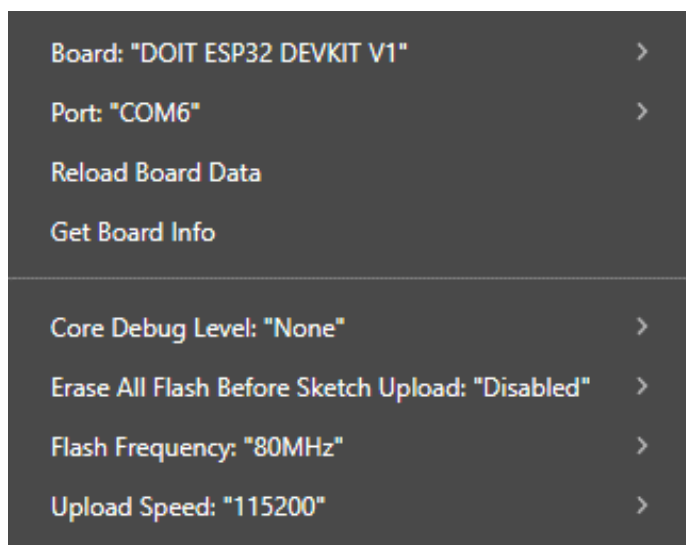 Board: "DOIT ESP32 DEVKIT V1"
Port: "COM6"
Reload Board Data
Get Board Info
Core Debug Level: "None"
Erase All Flash Before Sketch Upload: "Disabled"
Flash Frequency: "80MHz"
Upload Speed: "115200"